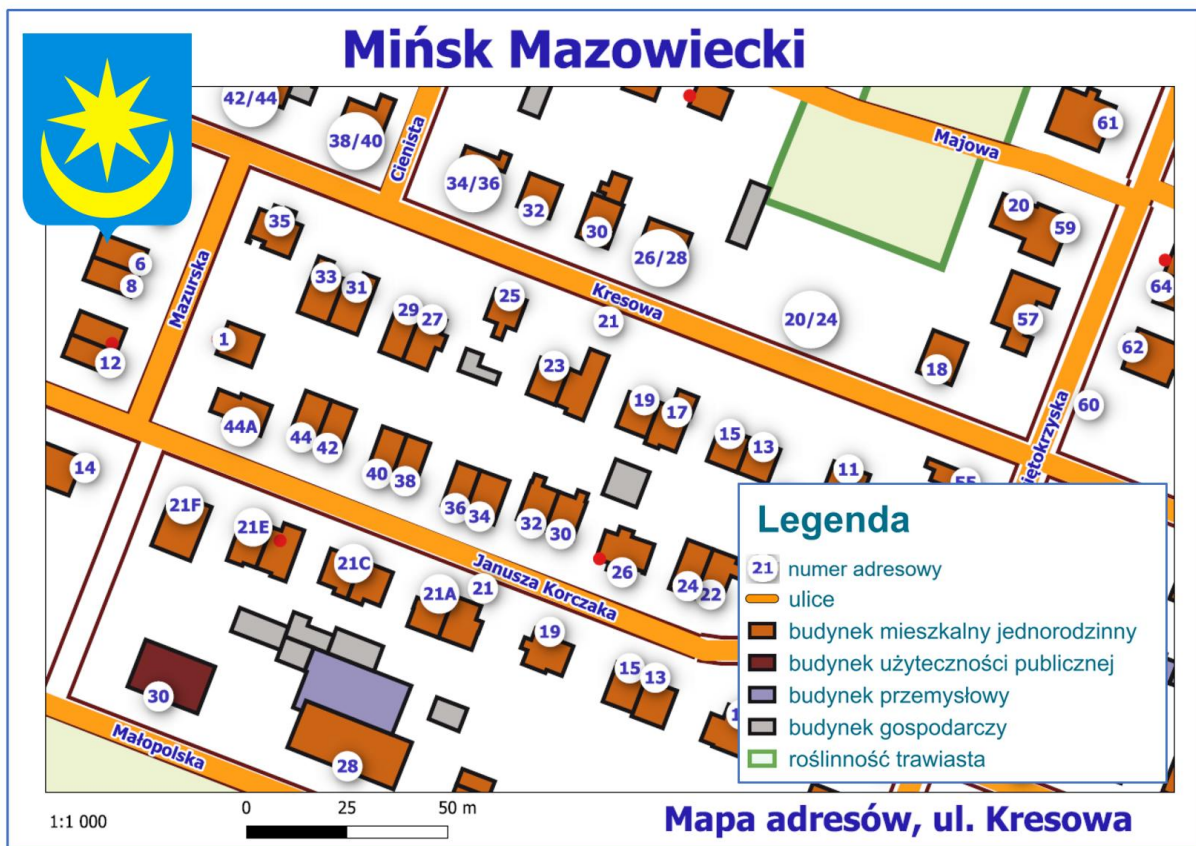 Mińsk Mazowiecki
42/44
38/40
Cienista
34/36
32
30
26/28
Majowa
61
20
59
35
6
8
Mazurska
33
31
29
27
25
21
Kresowa
20/24
57
64
62
12
1
23
18
19
17
60
44A
44
42
15
13
11
55
14
40
38
36
34
32
30
26
24
22
21F
21E
21C
Janusza Korczaka
21A
21
19
15
13
30
Małopolska
28
Legenda
21 numer adresowy
ulice
budynek mieszkalny jednorodzinny
budynek użyteczności publicznej
budynek przemysłowy
budynek gospodarczy
roślinność trawiasta
1:1 000
0 25 50 m
Mapa adresów, ul. Kresowa